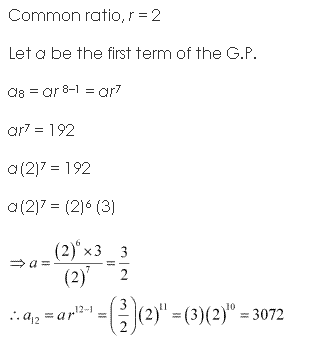 Common ratio, r = 2
Let a be the first term of the G.P.
a₈ = ar ⁸⁻¹ = ar⁷
ar⁷ = 192
a(2)⁷ = 192
a(2)⁷ = (2)⁶ (3)
⇒ a = (2)⁶ × 3 / (2)⁷ = 3/2
∴ a₁₂ = ar¹²⁻¹ = (3/2)(2)¹¹ = (3)(2)¹⁰ = 3072